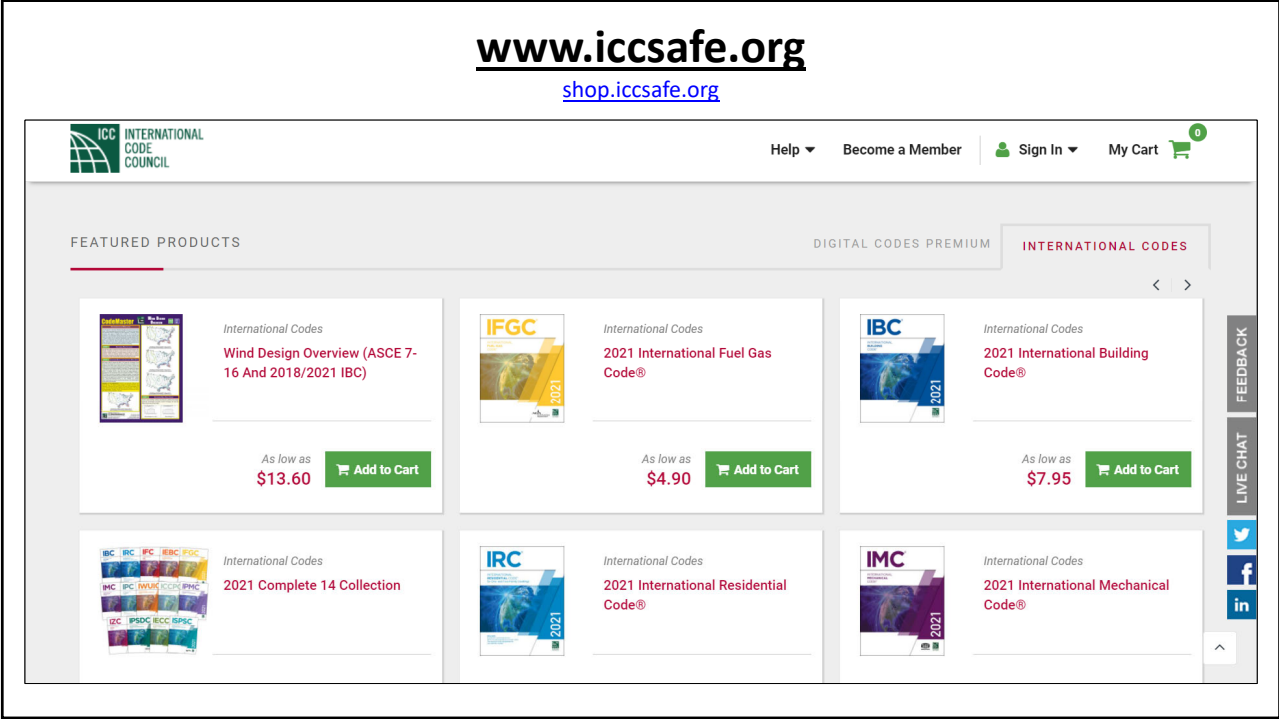 www.iccsafe.org
shop.iccsafe.org
ICC INTERNATIONAL
CODE
COUNCIL
Help
Become a Member
Sign In
My Cart
0
FEATURED PRODUCTS
DIGITAL CODES PREMIUM
INTERNATIONAL CODES
CodeMaster
International Codes
Wind Design Overview (ASCE 7-
16 And 2018/2021 IBC)
As low as
$13.60
Add to Cart
IFGC
2021
International Codes
2021 International Fuel Gas
Code®
As low as
$4.90
Add to Cart
IBC
2021
International Codes
2021 International Building
Code®
As low as
$7.95
Add to Cart
IBC IRC IFC IEBC IFGC
IMC IPC IWUIC ICCPC IPMC
IZC IPSDC IECC ISPSC
International Codes
2021 Complete 14 Collection
IRC
2021
International Codes
2021 International Residential
Code®
IMC
2021
International Codes
2021 International Mechanical
Code®
FEEDBACK
LIVE CHAT